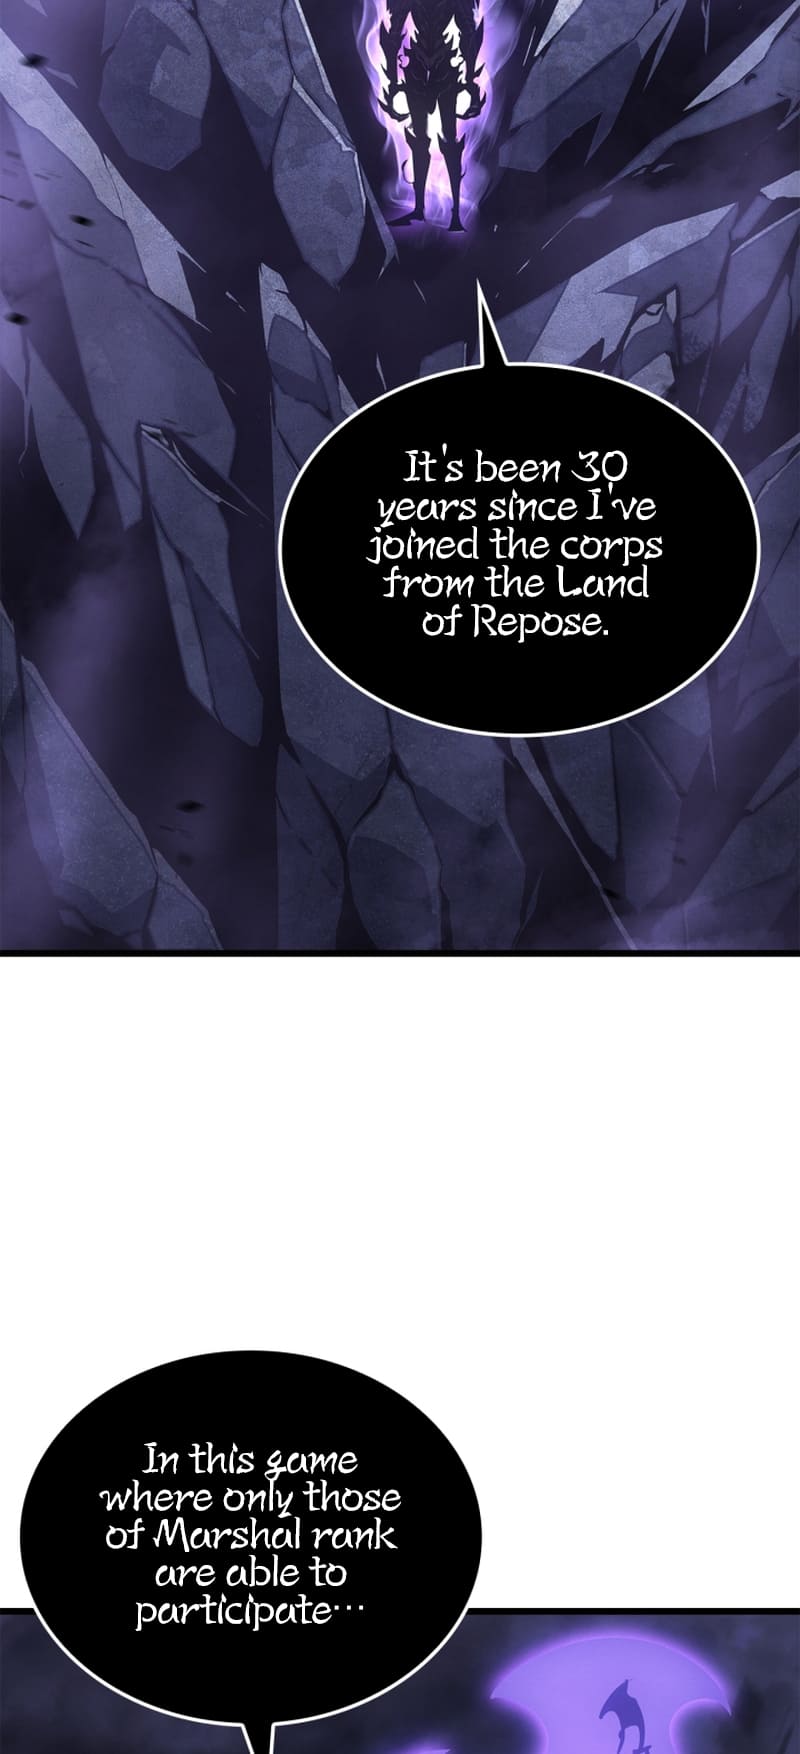 It's been 30
years since I've
joined the corps
from the Land
of Repose.
In this game
where only those
of Marshal rank
are able to
participate...